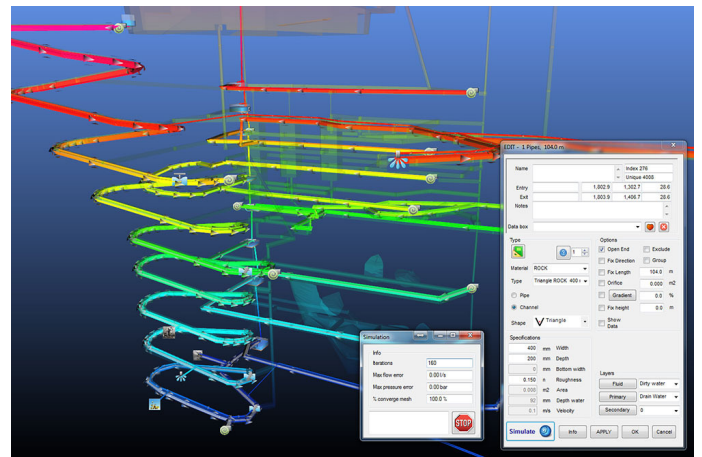 EDIT - 1 Pipes, 104.0 m
X
Name
Index 276
Unique 4008
Entry 1,802.9 1,302.7 28.6
Exit 1,803.9 1,406.7 28.6
Notes
Data box
Type
1
Material ROCK
Type Triangle ROCK 400
Pipe
Channel
Shape Triangle
Options
Open End Exclude
Fix Direction Group
Fix Length 104.0 m
Orifice 0.000 m2
Gradient 0.0 %
Fix height 0.0 m
Show
Data
Specifications
400 mm Width
200 mm Depth
0 mm Bottom width
0.150 Roughness
0.000 m2 Area
50 mm Depth water
0.1 m/s Velocity
Layers
Fluid Dirty water
Primary Drain Water
Secondary 0
Simulate Info APPLY OK Cancel
Simulation
Info
Iterations 160
Max flow error 0.00 l/s
Max pressure error 0.00 bar
% converge mesh 100.0 %
STOP